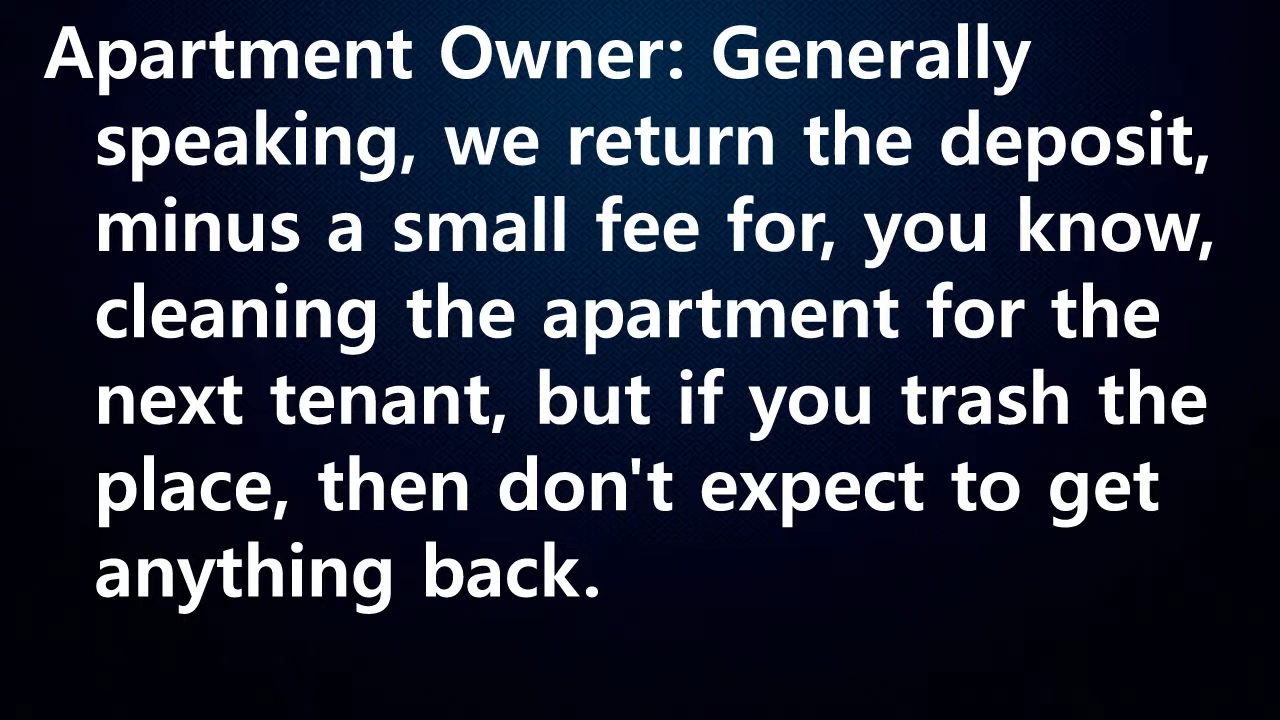 Apartment Owner: Generally
speaking, we return the deposit,
minus a small fee for, you know,
cleaning the apartment for the
next tenant, but if you trash the
place, then don't expect to get
anything back.